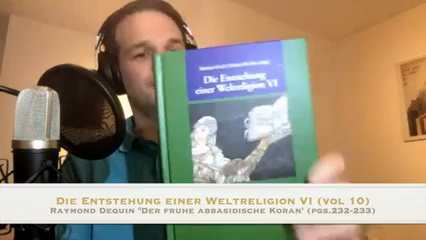 Die Entstehung
einer Weltreligion VI
Die Entstehung einer Weltreligion VI (vol 10)
Raymond Dequin 'Der fruhe abbasidische Koran' (pgs.232-233)